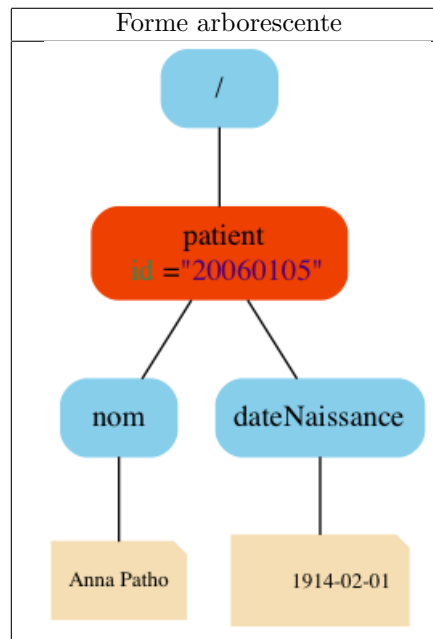 Forme arborescente
/
patient
id ="20060105"
nom
dateNaissance
Anna Patho
1914-02-01